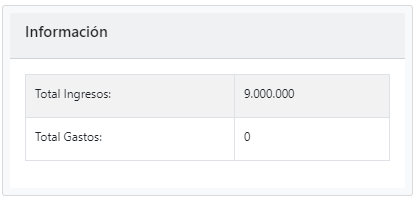 Información
Total Ingresos: 9.000.000
Total Gastos: 0